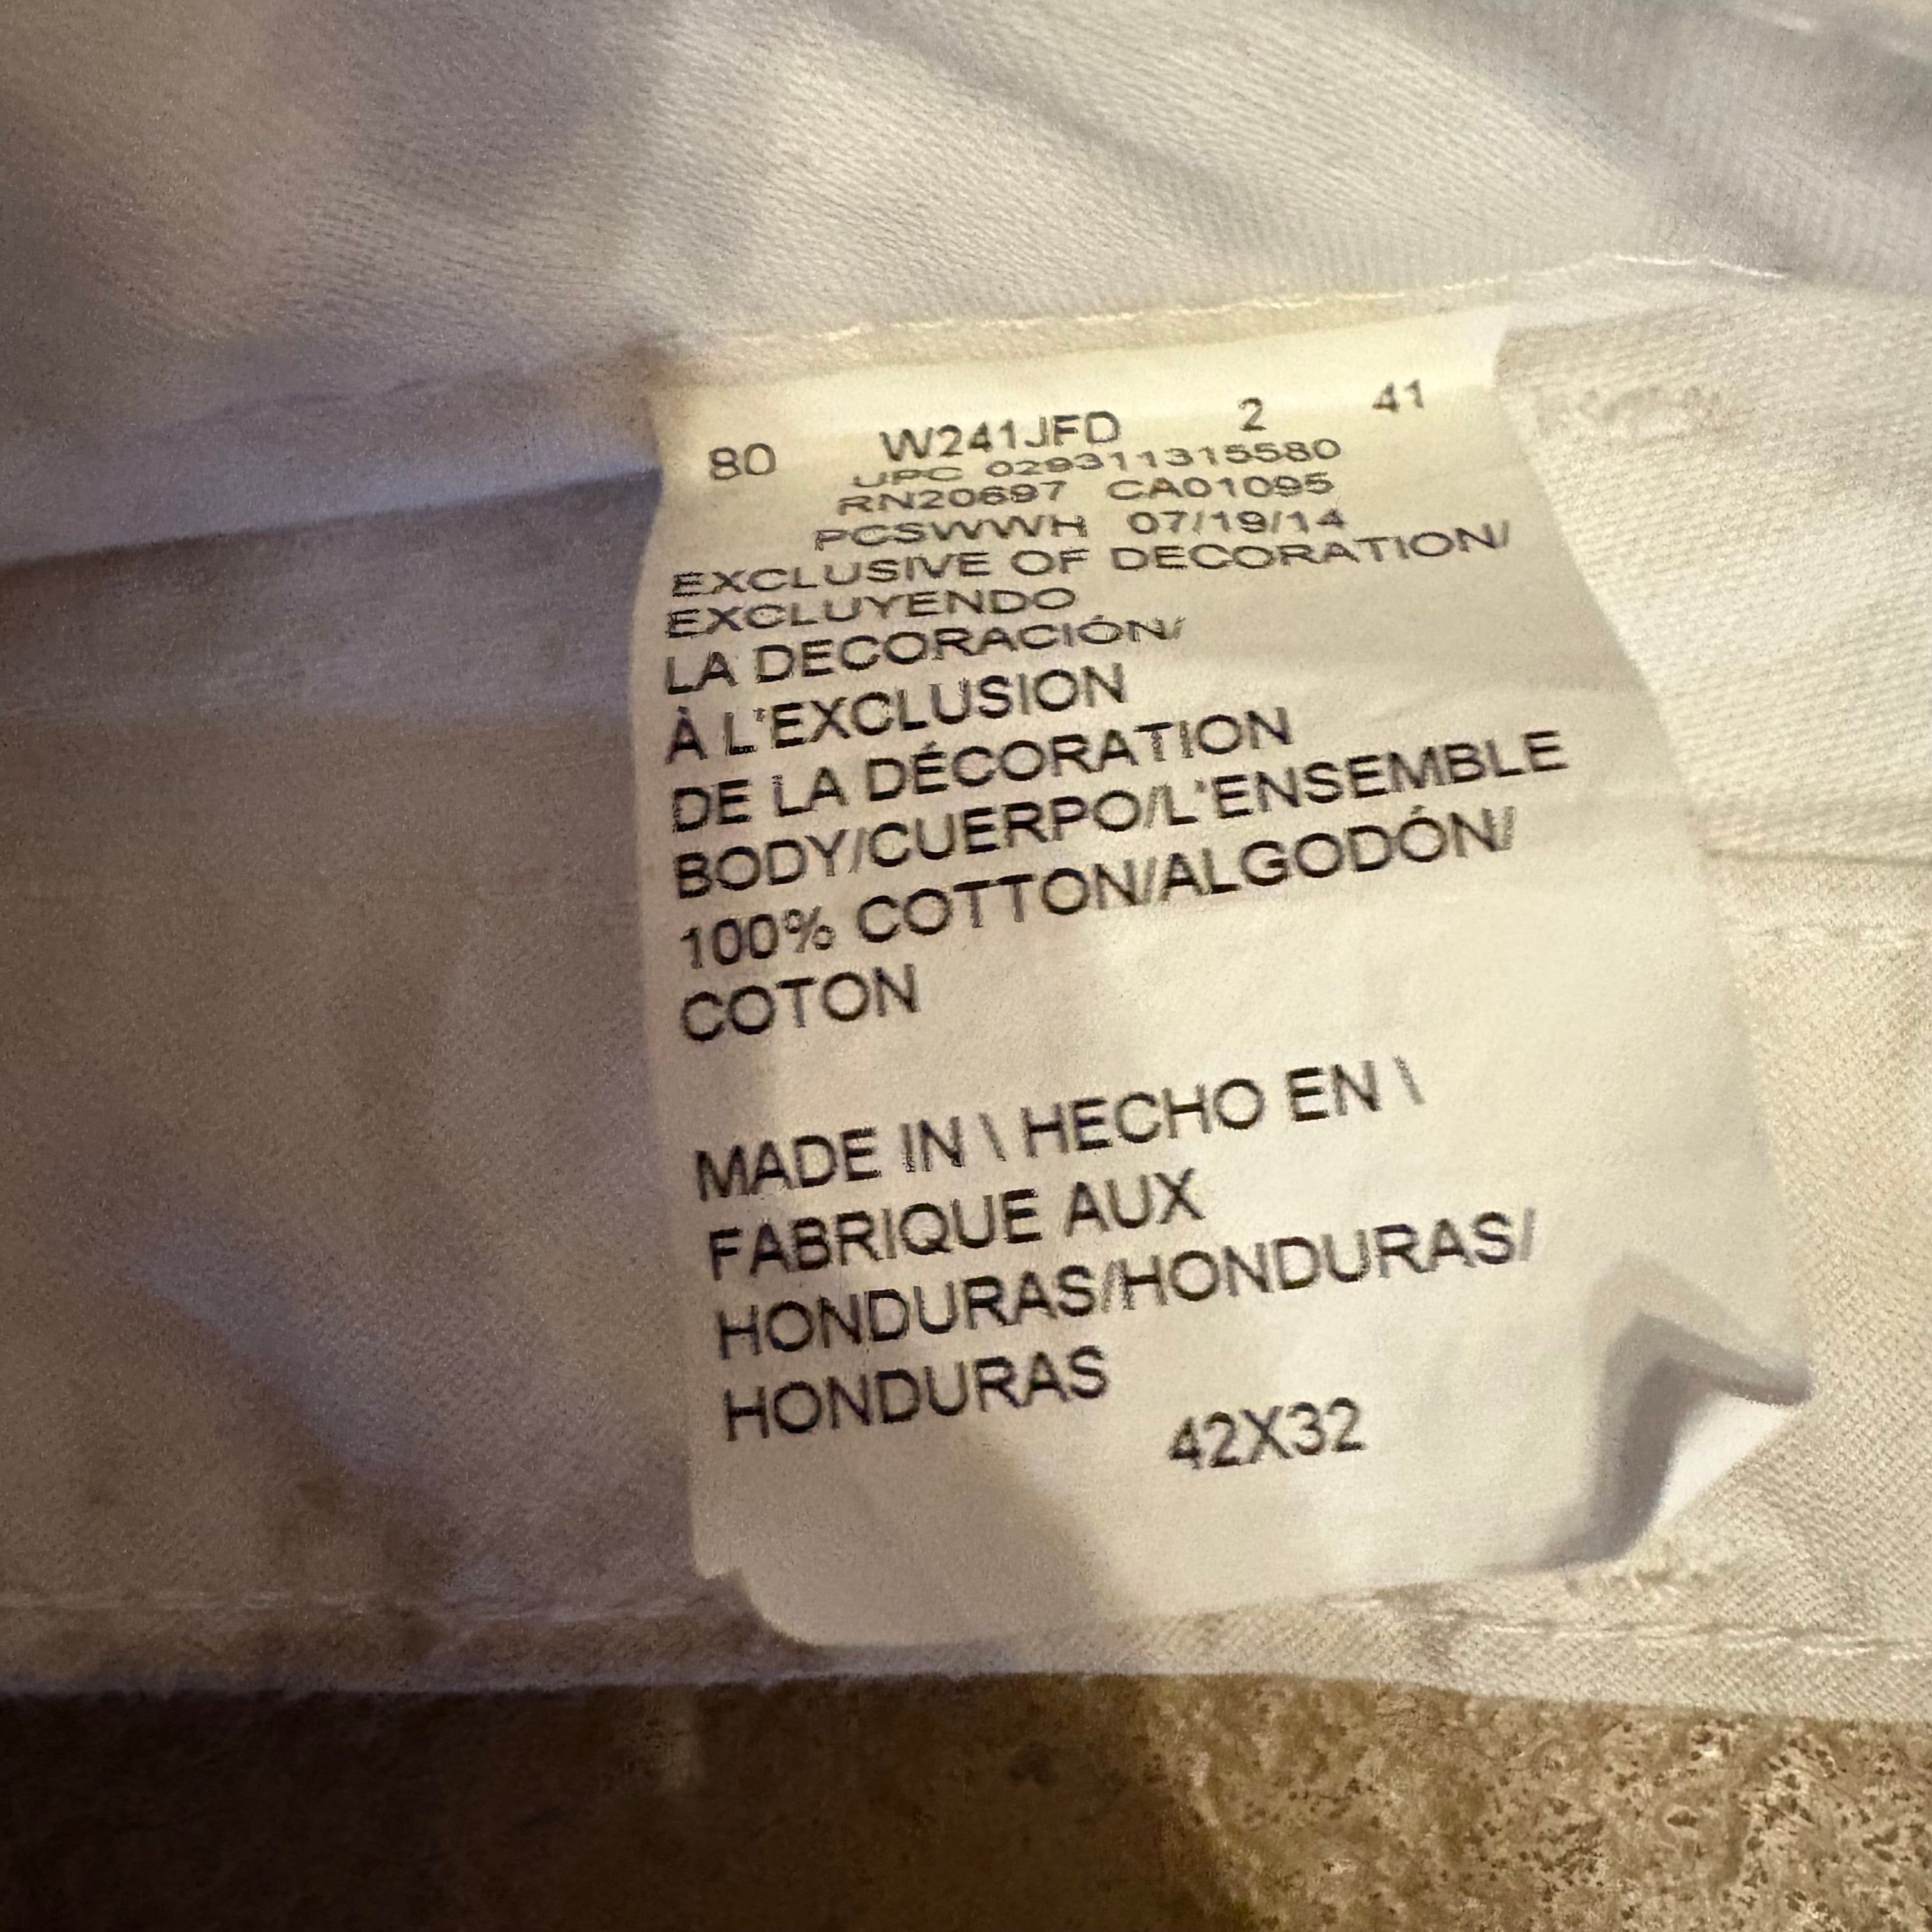 80 W241JFD 2 41
UPC 029311315580
RN20697 CA01095
PCSWWH 07/19/14
EXCLUSIVE OF DECORATION/
EXCLUYENDO
LA DECORACIÓN/
À L'EXCLUSION
DE LA DÉCORATION
BODY/CUERPO/L'ENSEMBLE
100% COTTON/ALGODÓN/
COTON
MADE IN \ HECHO EN \
FABRIQUE AUX
HONDURAS/HONDURAS/
HONDURAS
42X32